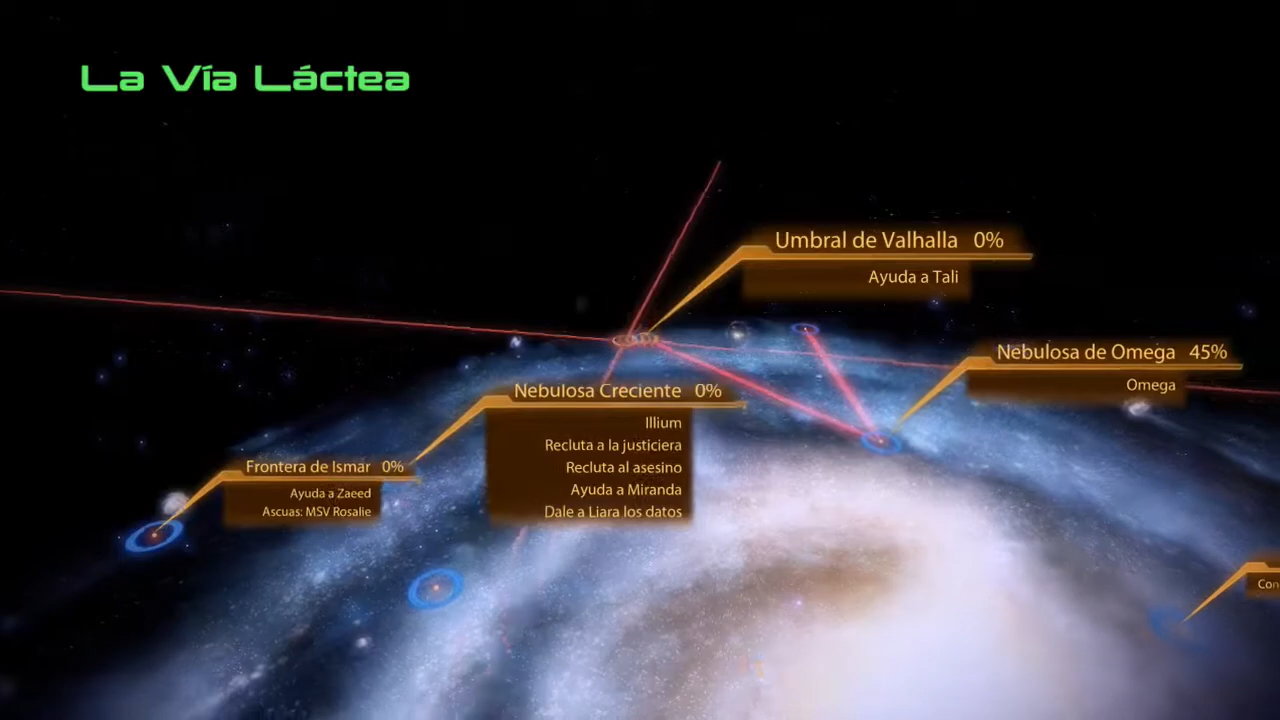 La Vía Láctea
Umbral de Valhalla 0%
Ayuda a Tali
Nebulosa de Omega 45%
Omega
Nebulosa Creciente 0%
Illium
Recluta a la justiciera
Recluta al asesino
Ayuda a Miranda
Dale a Liara los datos
Frontera de Ismar 0%
Ayuda a Zaeed
Ascuas: MSV Rosalie
Con